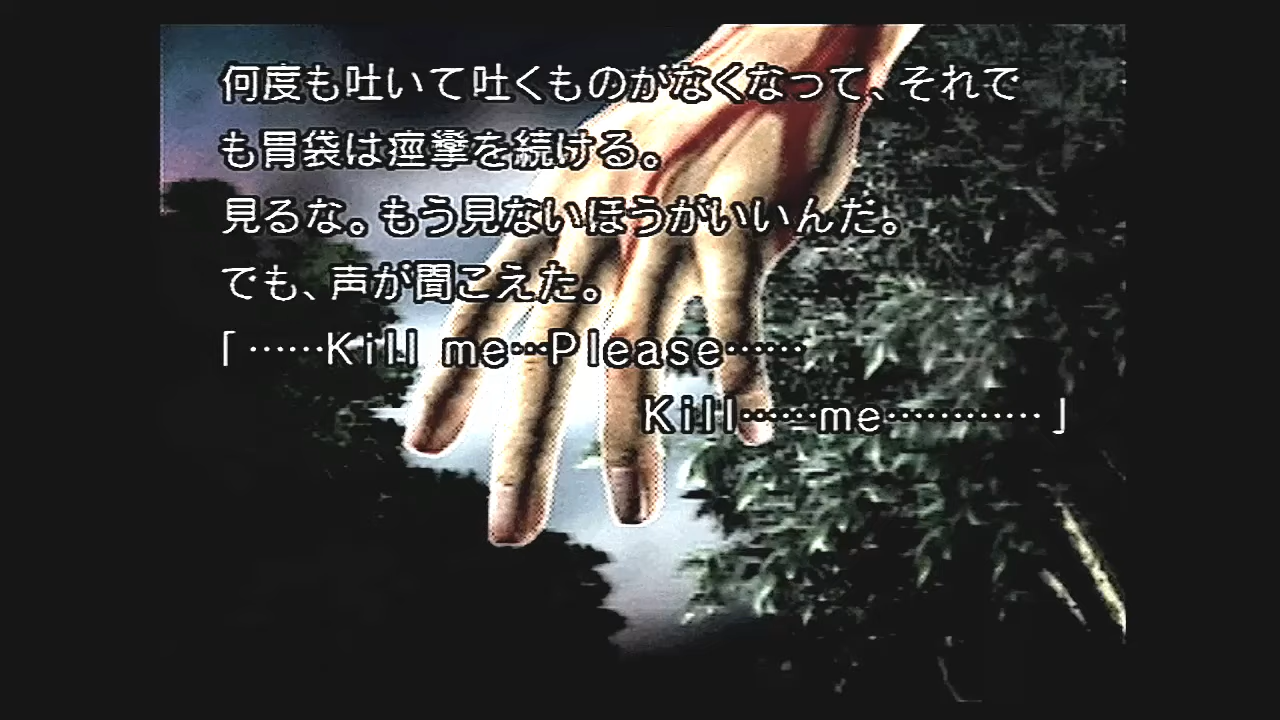 何度も吐いて吐くものがなくなって、それで
も胃袋は痙攣を続ける。
見るな。もう見ないほうがいいんだ。
でも、声が聞こえた。
「……Kill me…Please……
Kill……me…………」